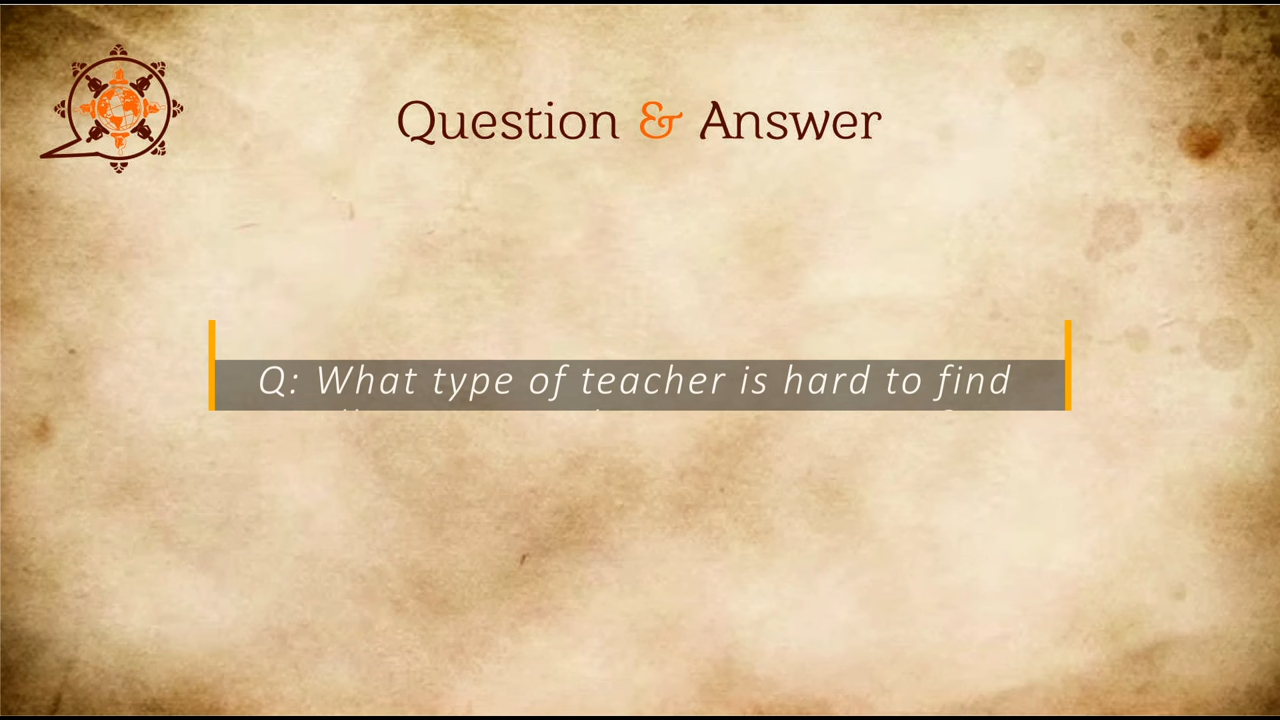 Question & Answer
Q: What type of teacher is hard to find